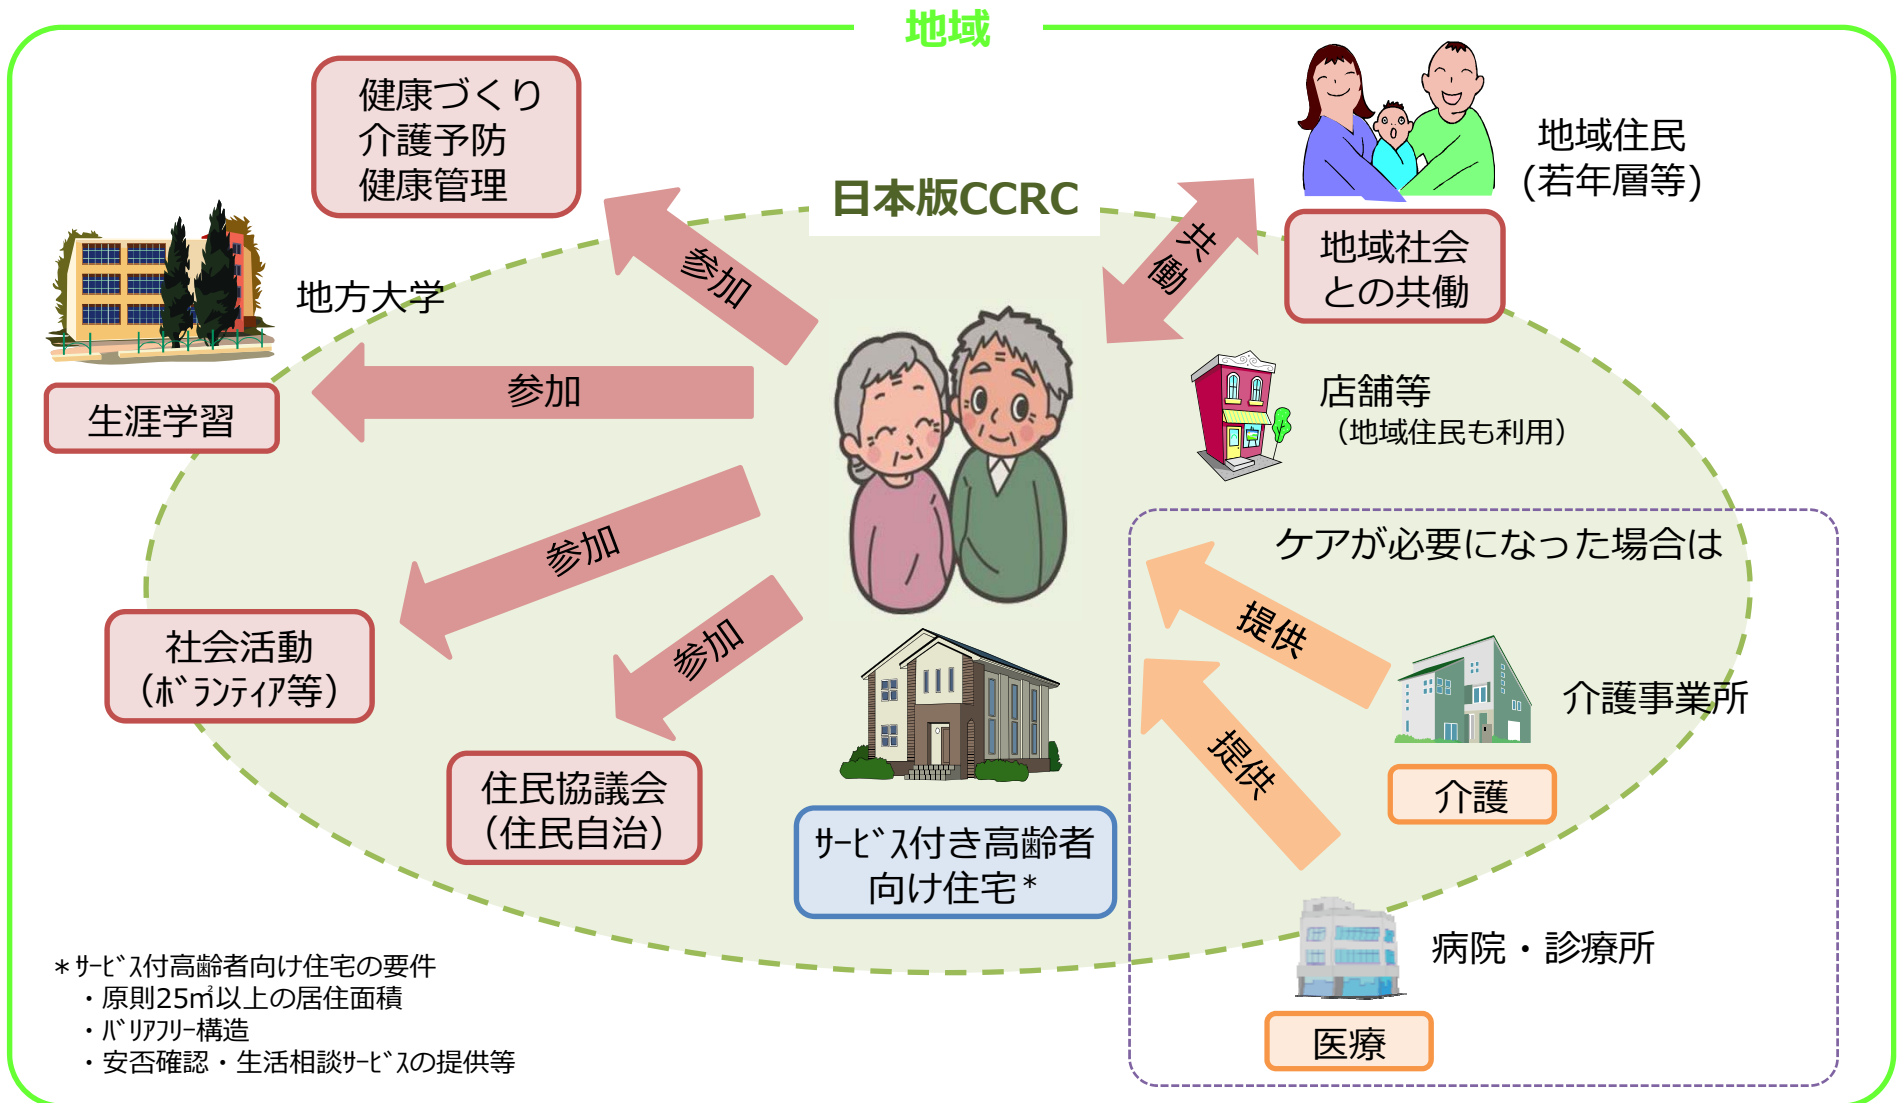 地域
健康づくり
介護予防
健康管理
地域住民
(若年層等)
日本版CCRC
参加
共働
地域社会
との共働
地方大学
参加
生涯学習
店舗等
（地域住民も利用）
参加
ケアが必要になった場合は
社会活動
（ﾎﾞﾗﾝﾃｨｱ等）
参加
提供
介護事業所
介護
提供
住民協議会
（住民自治）
ｻｰﾋﾞｽ付き高齢者
向け住宅*
病院・診療所
医療
＊ｻｰﾋﾞｽ付高齢者向け住宅の要件
・原則25㎡以上の居住面積
・ﾊﾞﾘｱﾌﾘｰ構造
・安否確認・生活相談ｻｰﾋﾞｽの提供等